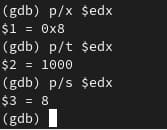 (gdb) p/x $edx
$1 = 0x8
(gdb) p/t $edx
$2 = 1000
(gdb) p/s $edx
$3 = 8
(gdb)